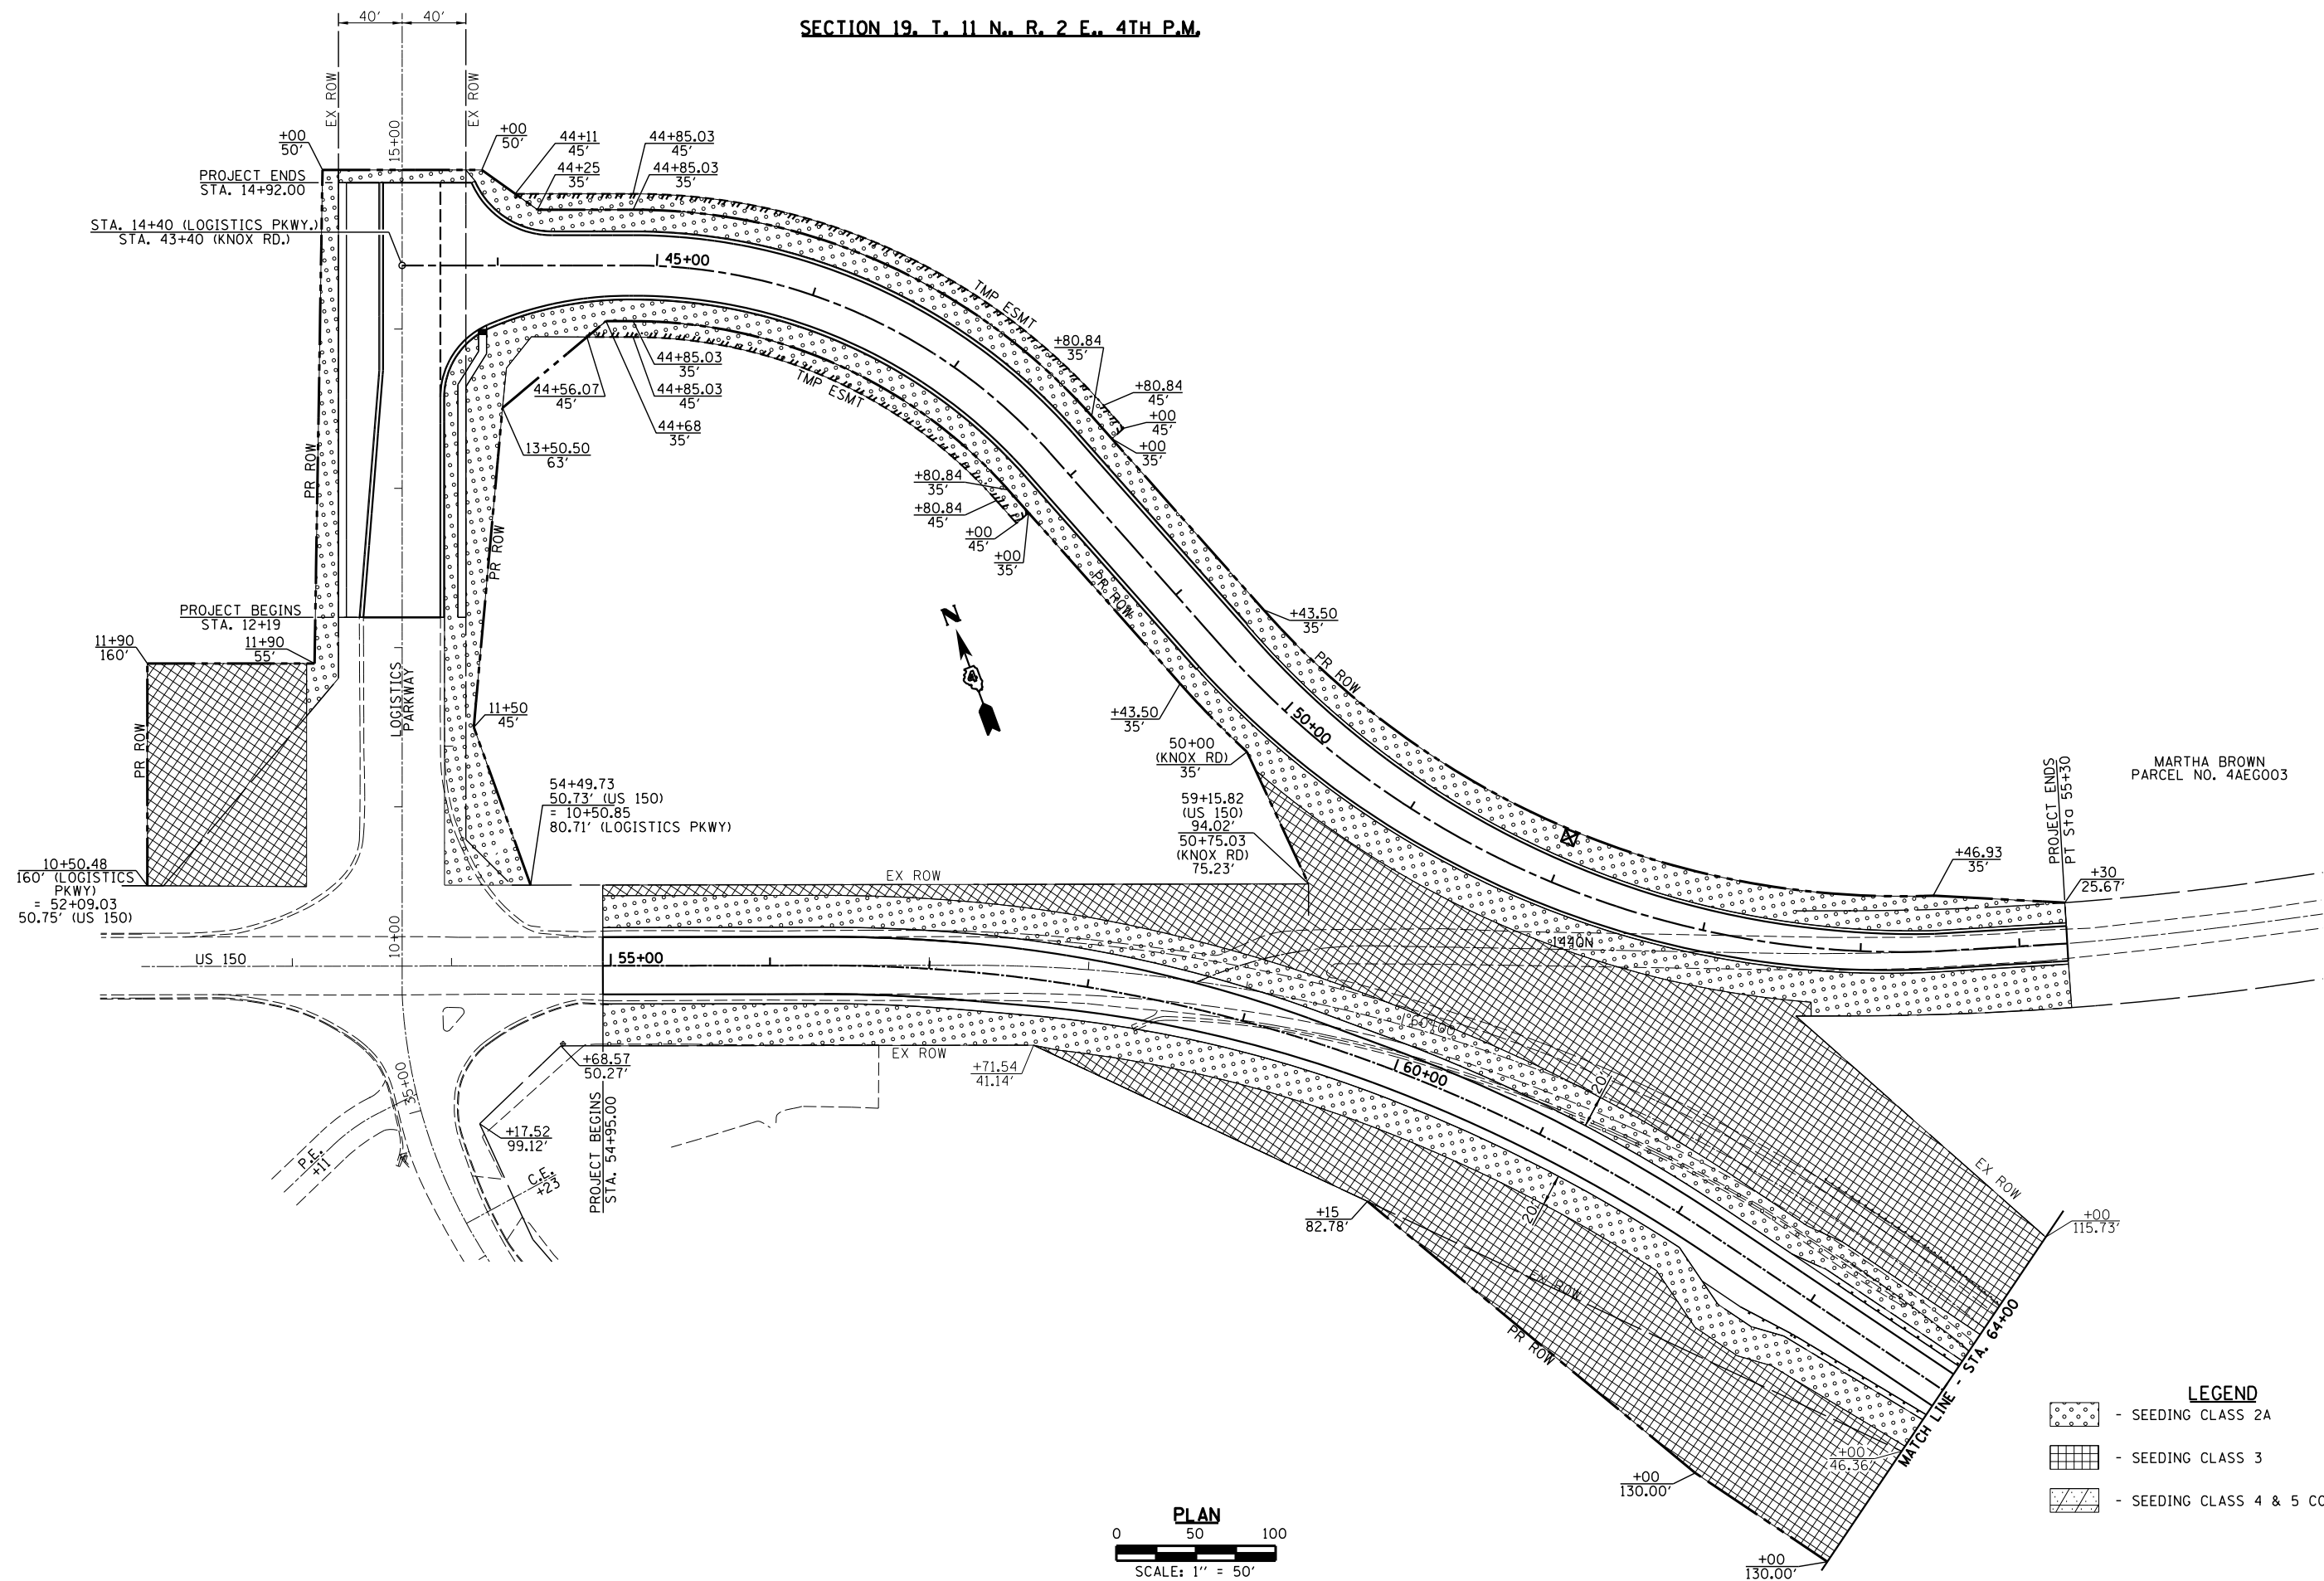 SECTION 19, T. 11 N., R. 2 E., 4TH P.M.
40' 40'
EX ROW
EX ROW
15+00
+00
50'
+00
50'
44+11
45'
44+85.03
45'
44+25
35'
44+85.03
35'
PROJECT ENDS
STA. 14+92.00
STA. 14+40 (LOGISTICS PKWY.)
STA. 43+40 (KNOX RD.)
45+00
TMP ESMT
+80.84
35'
+80.84
45'
+00
45'
+00
35'
44+85.03
35'
44+56.07
45'
44+85.03
45'
TMP ESMT
44+68
35'
13+50.50
63'
PR ROW
PR ROW
+80.84
35'
+80.84
45'
+00
45'
+00
35'
PR ROW
N
4
+43.50
35'
PR ROW
PROJECT BEGINS
STA. 12+19
11+90
160'
11+90
55'
LOGISTICS
PARKWAY
PR ROW
11+50
45'
+43.50
35'
50+00
50+00
(KNOX RD)
35'
54+49.73
50.73' (US 150)
= 10+50.85
80.71' (LOGISTICS PKWY)
59+15.82
(US 150)
94.02'
50+75.03
(KNOX RD)
75.23'
MARTHA BROWN
PARCEL NO. 4AEG003
PROJECT ENDS
PT Sta 55+30
+46.93
35'
+30
25.67'
10+50.48
160' (LOGISTICS
PKWY)
= 52+09.03
50.75' (US 150)
EX ROW
10+00
US 150
55+00
1440N
60+00
EX ROW
+68.57
50.27'
+71.54
41.14'
60+00
20'
35+00
+17.52
99.12'
P.E.
+11
C.E.
+23
PROJECT BEGINS
STA. 54+95.00
EX ROW
+00
115.73'
+15
82.78'
20'
EX ROW
PR ROW
MATCH LINE - STA. 64+00
+00
46.36'
+00
130.00'
+00
130.00'
LEGEND
- SEEDING CLASS 2A
- SEEDING CLASS 3
- SEEDING CLASS 4 & 5 CO
PLAN
0 50 100
SCALE: 1" = 50'